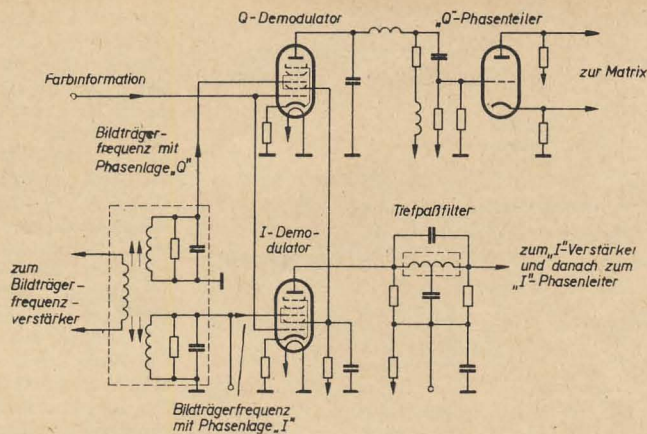 Q-Demodulator
„Q"-Phasenteiler
Farbinformation
zur Matrix
Bildträger-
frequenz mit
Phasenlage„Q"
I-Demo-
dulator
Tiefpaßfilter
zum
Bildträger-
frequenz-
verstärker
zum„I"Verstärker
und danach zum
„I"-Phasenleiter
Bildträgerfrequenz
mit Phasenlage„I"